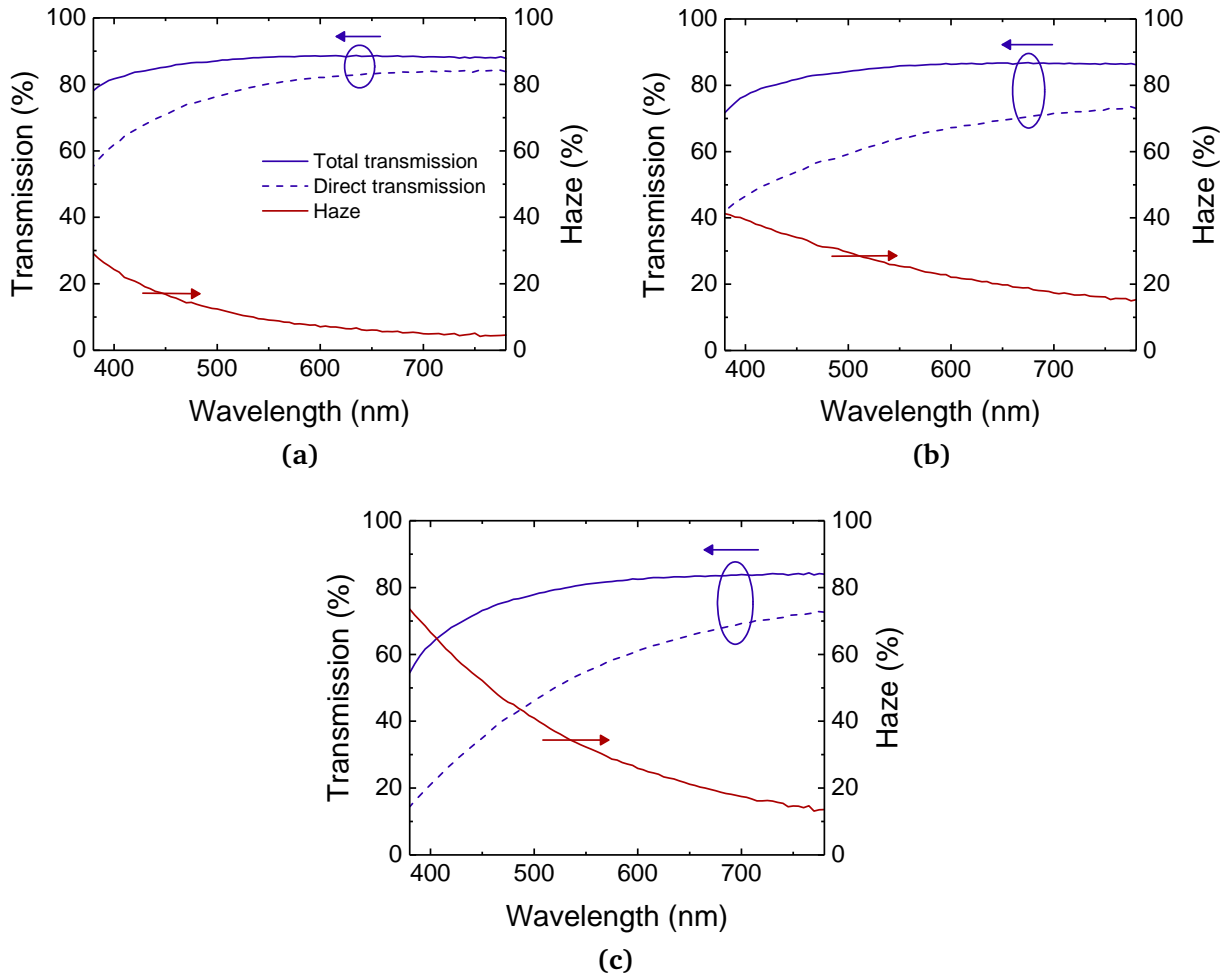 100
80
60
40
20
0
Transmission (%)
Total transmission
Direct transmission
Haze
100
80
60
40
20
0
Haze (%)
400 500 600 700
Wavelength (nm)
(a)
100
80
60
40
20
0
Transmission (%)
100
80
60
40
20
0
Haze (%)
400 500 600 700
Wavelength (nm)
(b)
100
80
60
40
20
0
Transmission (%)
100
80
60
40
20
0
Haze (%)
400 500 600 700
Wavelength (nm)
(c)